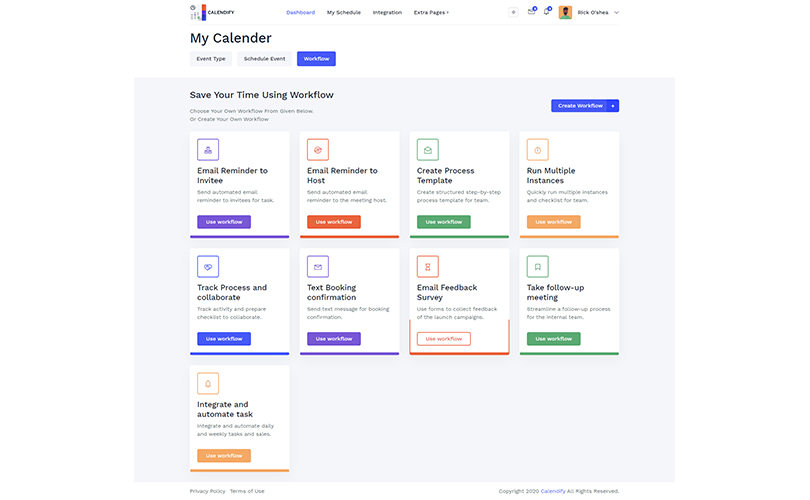 CALENDIFY
Dashboard My Schedule Integration Extra Pages
Rick O'shea
My Calender
Event Type Schedule Event Workflow
Save Your Time Using Workflow
Choose Your Own Workflow From Given Below.
Or Create Your Own Workflow
Create Workflow +
Email Reminder to
Invitee
Send automated email
reminder to invitees for task.
Use workflow
Email Reminder to
Host
Send automated email
reminder to the meeting host.
Use workflow
Create Process
Template
Create structured step-by-step
process template for team.
Use workflow
Run Multiple
Instances
Quickly run multiple instances
and checklist for team.
Use workflow
Track Process and
collaborate
Track activity and prepare
checklist to collaborate.
Use workflow
Text Booking
confirmation
Send text message for booking
confirmation.
Use workflow
Email Feedback
Survey
Use forms to collect feedback
of the launch campaigns.
Use workflow
Take follow-up
meeting
Streamline a follow-up process
for the internal team.
Use workflow
Integrate and
automate task
Integrate and automate daily
and weekly tasks and sales.
Use workflow
Privacy Policy Terms of Use
Copyright 2020 Calendify All Rights Reserved.